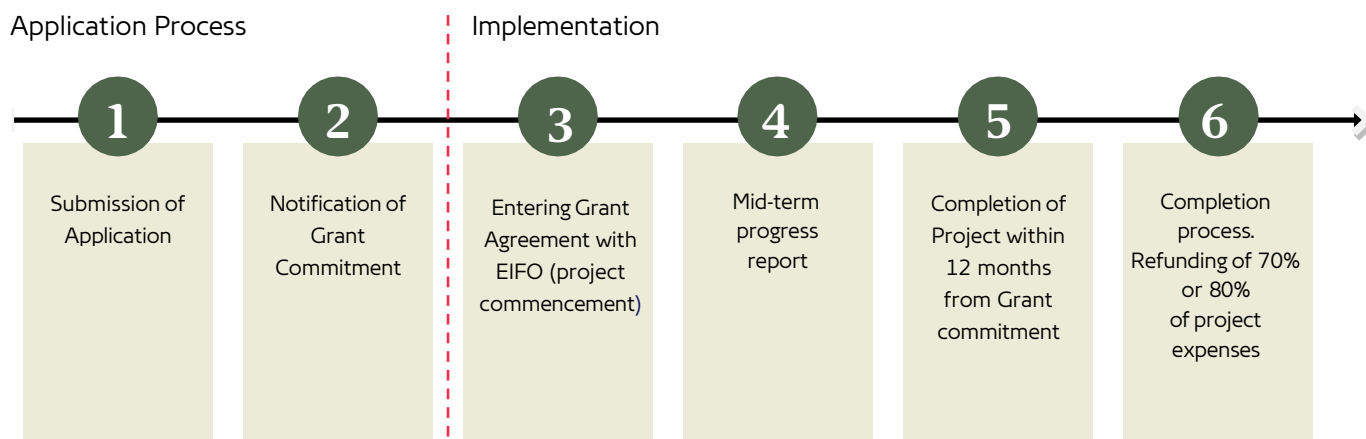 Application Process
Implementation
1
2
3
4
5
6
Submission of
Application
Notification of
Grant
Commitment
Entering Grant
Agreement with
EIFO (project
commencement)
Mid-term
progress
report
Completion of
Project within
12 months
from Grant
commitment
Completion
process.
Refunding of 70%
or 80%
of project
expenses